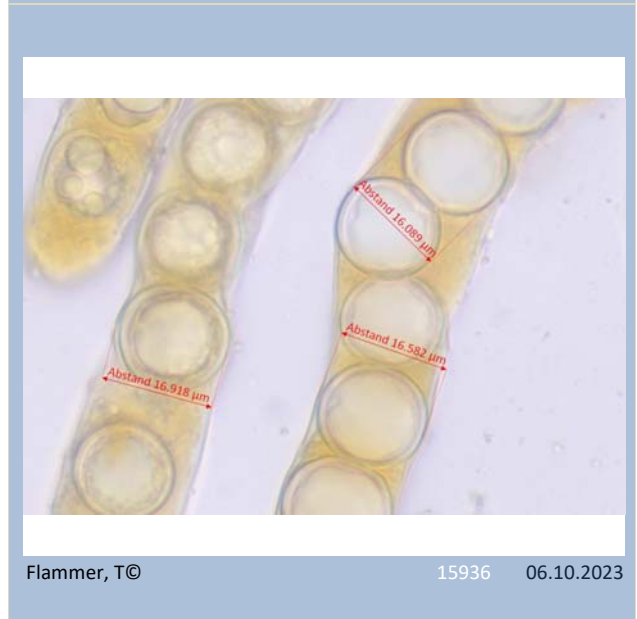 Abstand 16.089 µm
Abstand 16.582 µm
Abstand 16.918 µm
Flammer, T© 15936 06.10.2023